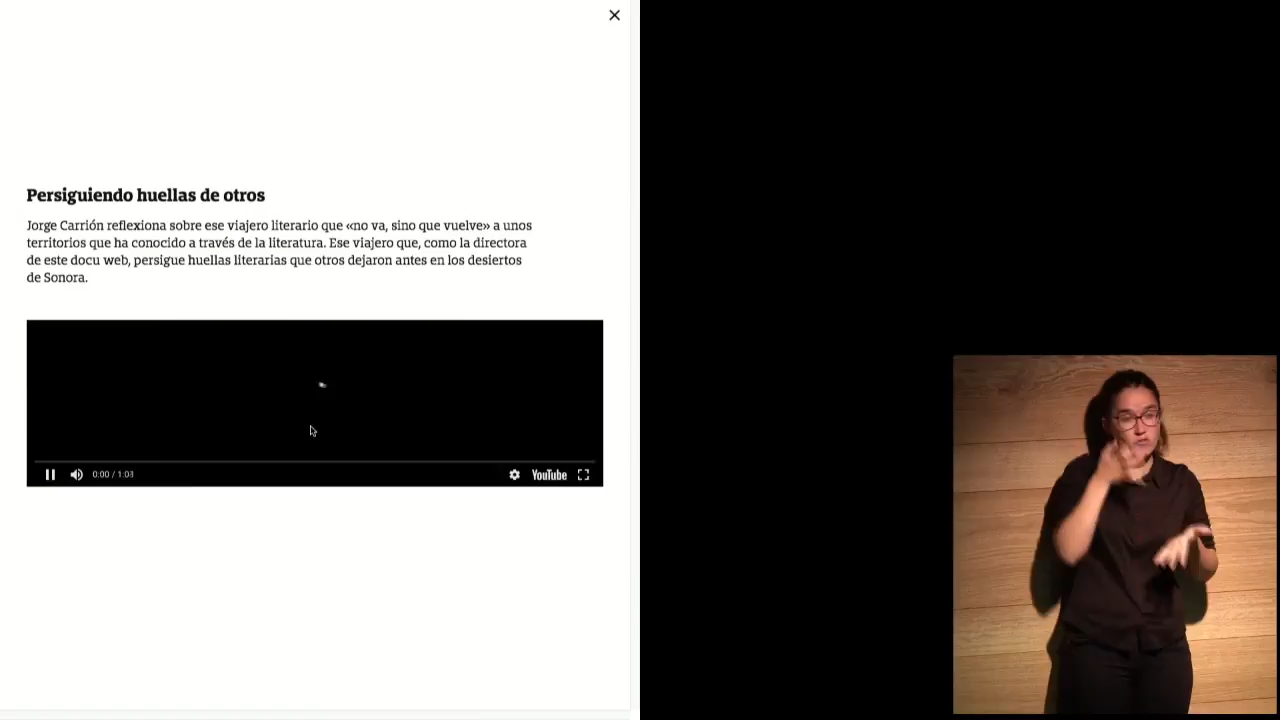 Persiguiendo huellas de otros
Jorge Carrión reflexiona sobre ese viajero literario que «no va, sino que vuelve» a unos
territorios que ha conocido a través de la literatura. Ese viajero que, como la directora
de este docu web, persigue huellas literarias que otros dejaron antes en los desiertos
de Sonora.
0:00 / 1:03
YouTube